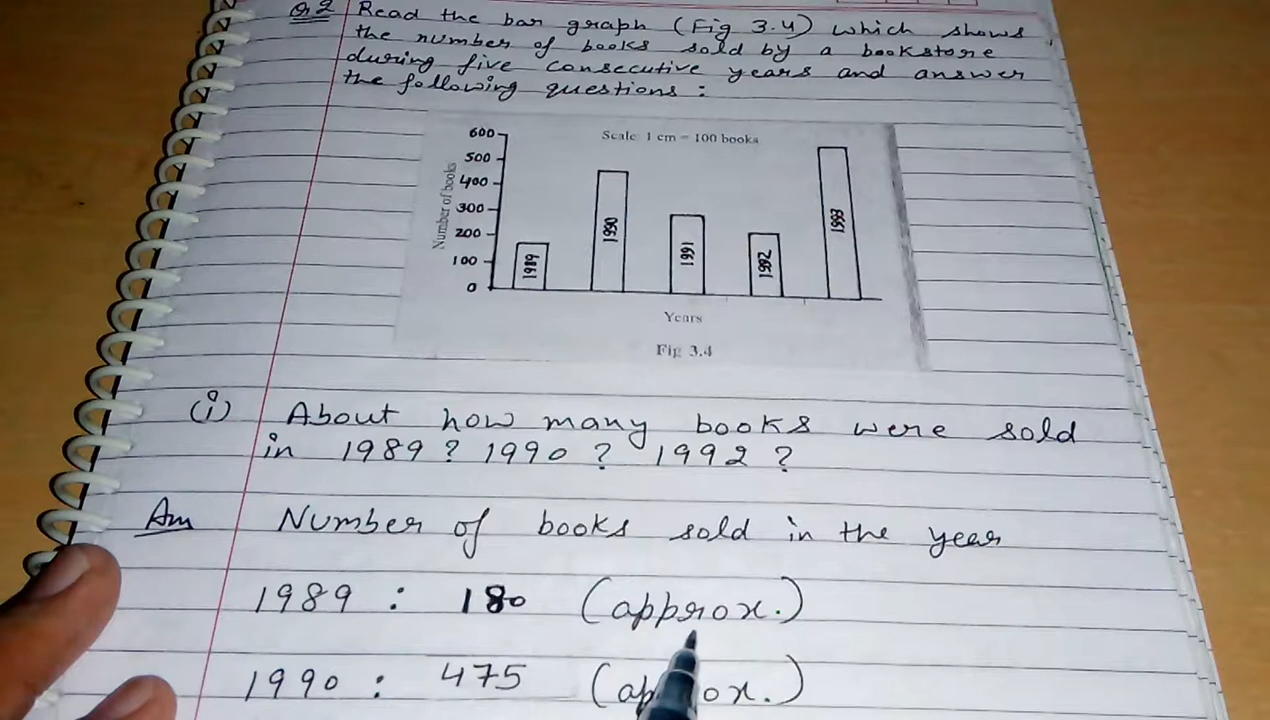 Q.2 Read the bar graph (Fig 3.4) which shows
the number of books sold by a bookstore
during five consecutive years and answer
the following questions :
Scale 1 cm = 100 books
600
500
400
300
200
100
0
Number of books
1989
1990
1991
1992
1993
Years
Fig 3.4
(i) About how many books were sold
in 1989 ? 1990 ? 1992 ?
Ans Number of books sold in the year
1989 : 180 (approx.)
1990 : 475 (approx.)